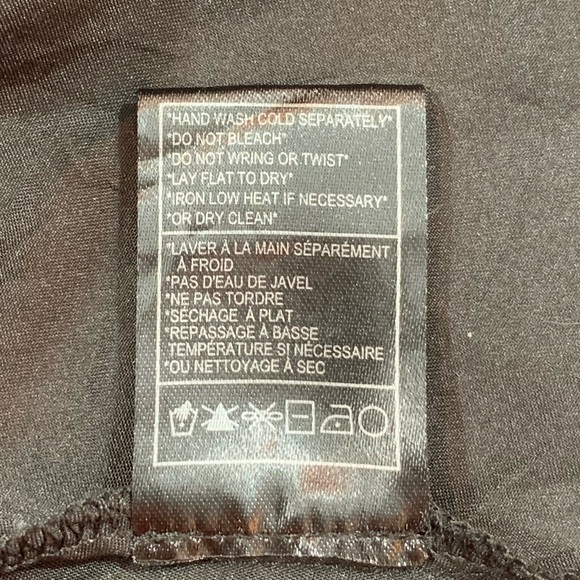 *HAND WASH COLD SEPARATELY*
*DO NOT BLEACH*
*DO NOT WRING OR TWIST*
*LAY FLAT TO DRY*
*IRON LOW HEAT IF NECESSARY*
*OR DRY CLEAN*
*LAVER À LA MAIN SÉPARÉMENT
À FROID
*PAS D'EAU DE JAVEL
*NE PAS TORDRE
*SÉCHAGE À PLAT
*REPASSAGE À BASSE
TEMPÉRATURE SI NÉCESSAIRE
*OU NETTOYAGE À SEC